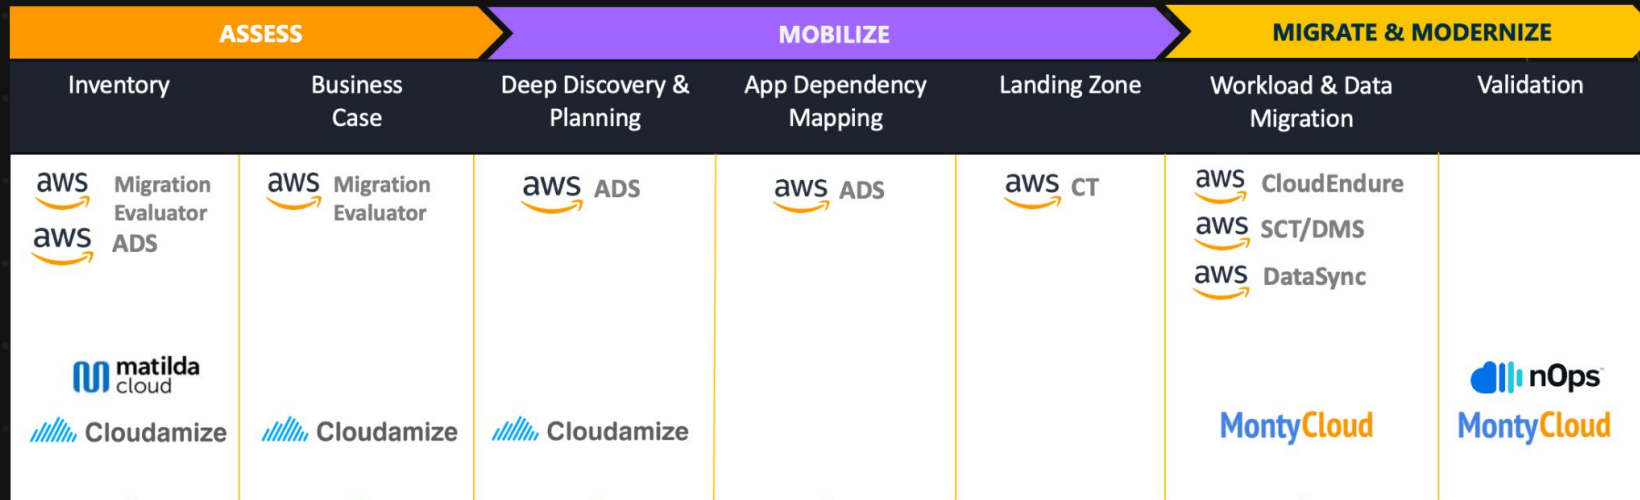 ASSESS
MOBILIZE
MIGRATE & MODERNIZE
Inventory
Business
Case
Deep Discovery &
Planning
App Dependency
Mapping
Landing Zone
Workload & Data
Migration
Validation
aws Migration
Evaluator
aws ADS
matilda
cloud
Cloudamize
aws Migration
Evaluator
Cloudamize
aws ADS
Cloudamize
aws ADS
aws CT
aws CloudEndure
aws SCT/DMS
aws DataSync
MontyCloud
nOps
MontyCloud